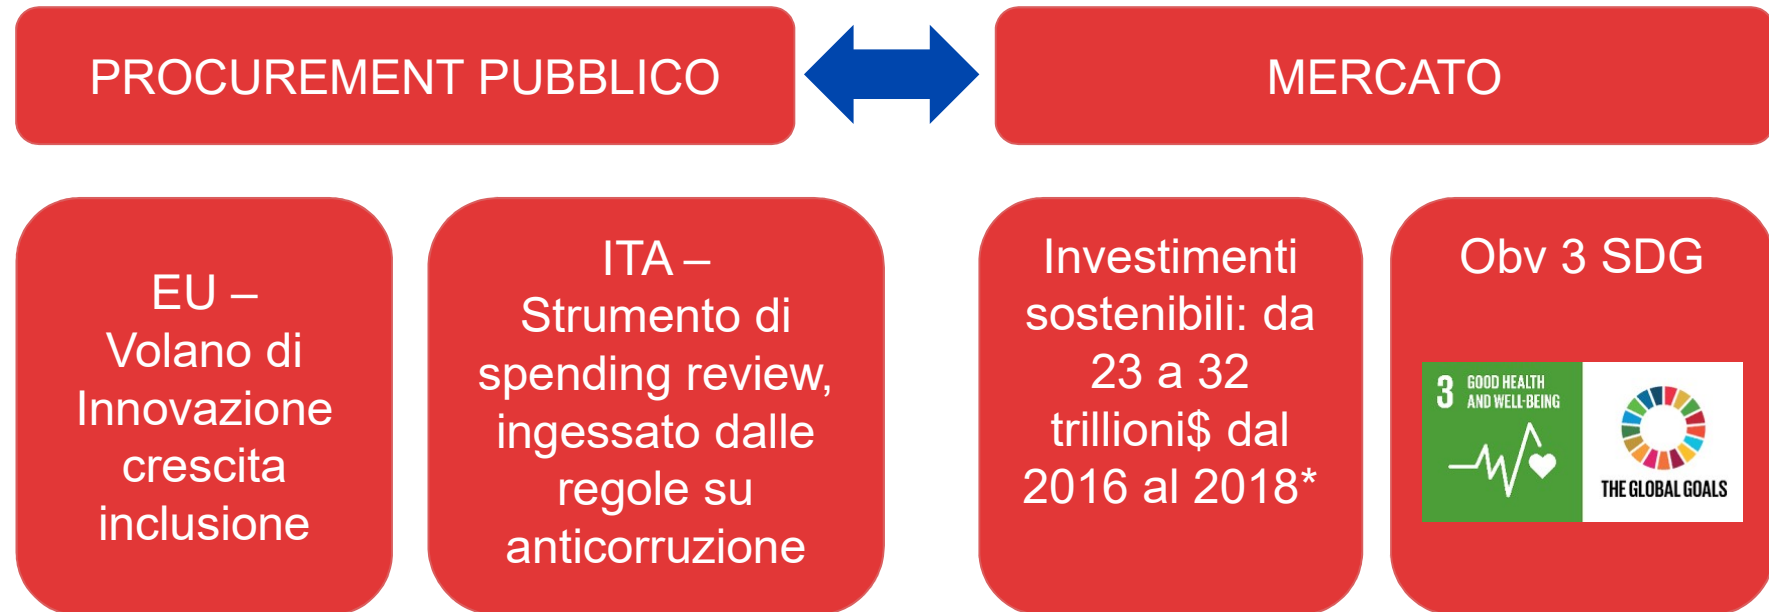 PROCUREMENT PUBBLICO
MERCATO
EU –
Volano di
Innovazione
crescita
inclusione
ITA –
Strumento di
spending review,
ingessato dalle
regole su
anticorruzione
Investimenti
sostenibili: da
23 a 32
trillioni$ dal
2016 al 2018*
Obv 3 SDG
3 GOOD HEALTH
AND WELL-BEING
THE GLOBAL GOALS